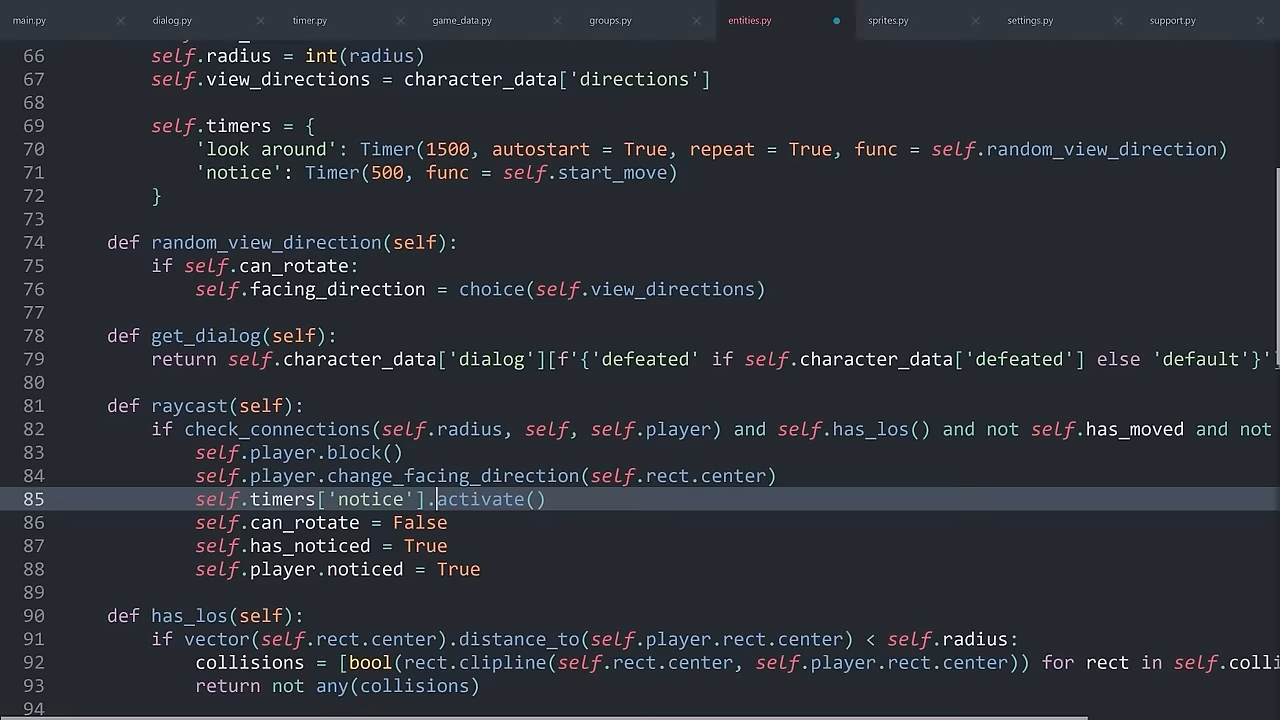 main.py dialog.py timer.py game_data.py groups.py entities.py sprites.py settings.py support.py
66 self.radius = int(radius)
67 self.view_directions = character_data['directions']
68
69 self.timers = {
70 'look around': Timer(1500, autostart = True, repeat = True, func = self.random_view_direction)
71 'notice': Timer(500, func = self.start_move)
72 }
73
74 def random_view_direction(self):
75 if self.can_rotate:
76 self.facing_direction = choice(self.view_directions)
77
78 def get_dialog(self):
79 return self.character_data['dialog'][f'{'defeated' if self.character_data['defeated'] else 'default'}']
80
81 def raycast(self):
82 if check_connections(self.radius, self, self.player) and self.has_los() and not self.has_moved and not
83 self.player.block()
84 self.player.change_facing_direction(self.rect.center)
85 self.timers['notice'].activate()
86 self.can_rotate = False
87 self.has_noticed = True
88 self.player.noticed = True
89
90 def has_los(self):
91 if vector(self.rect.center).distance_to(self.player.rect.center) < self.radius:
92 collisions = [bool(rect.clipline(self.rect.center, self.player.rect.center)) for rect in self.colli
93 return not any(collisions)
94